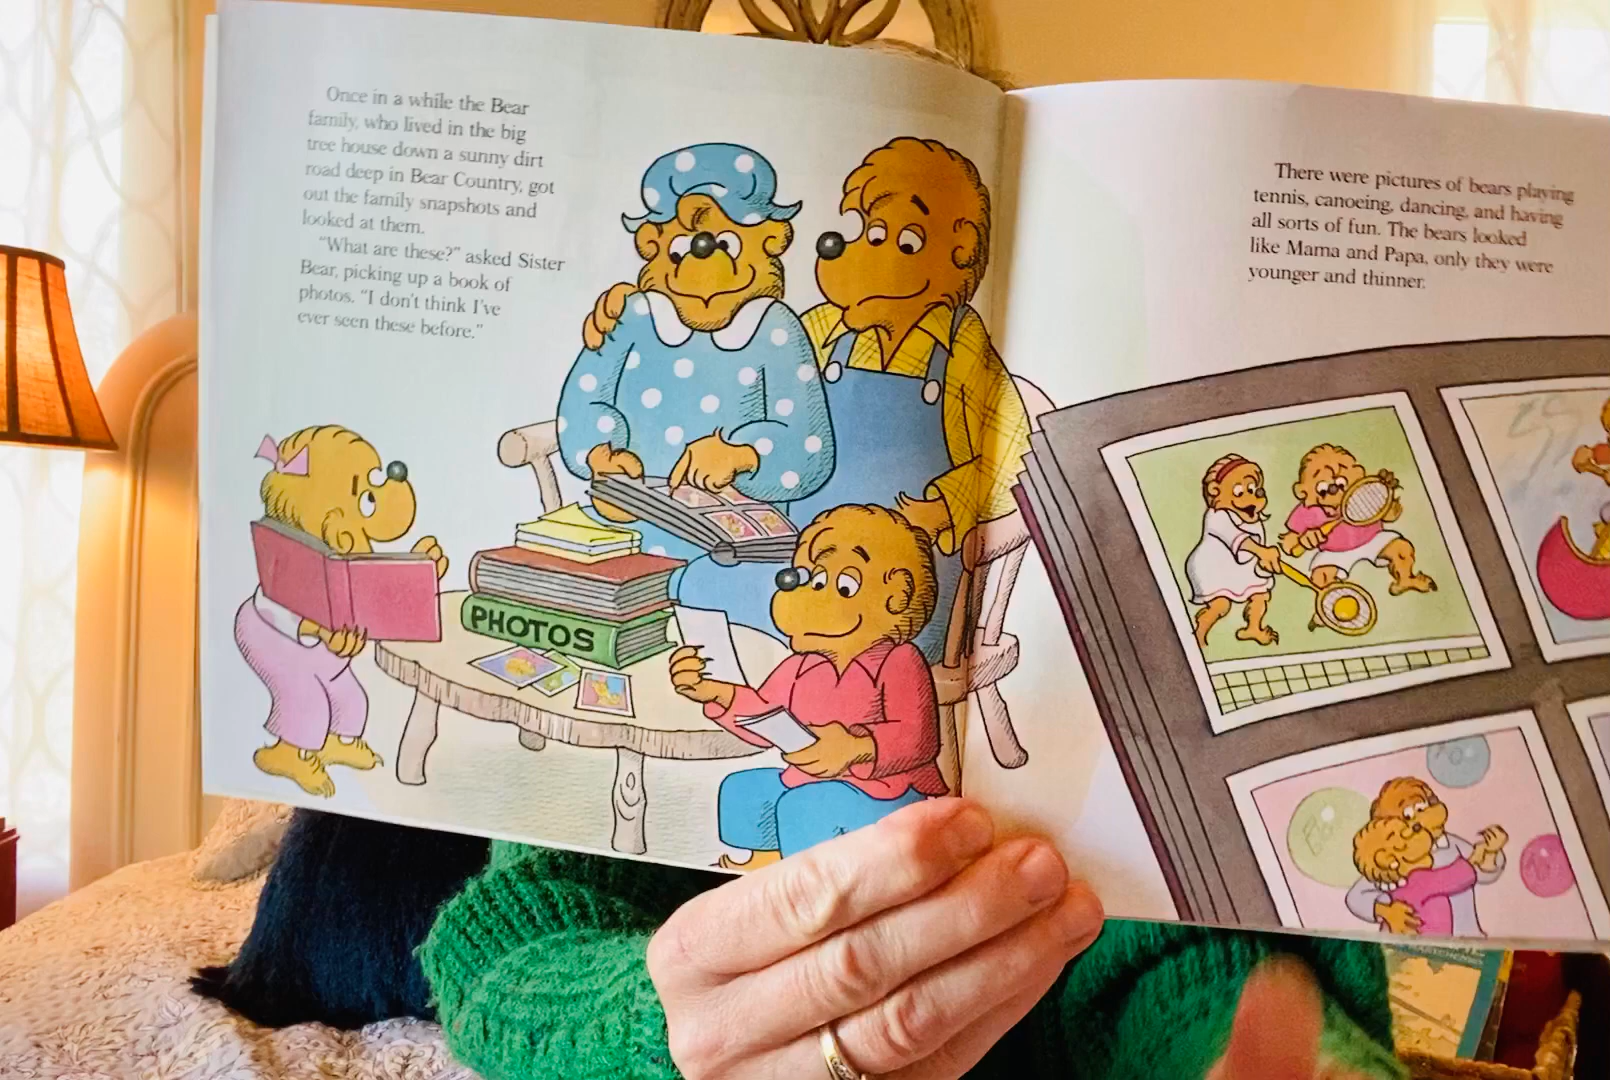 Once in a while the Bear
family, who lived in the big
tree house down a sunny dirt
road deep in Bear Country, got
out the family snapshots and
looked at them.
"What are these?" asked Sister
Bear, picking up a book of
photos. "I don't think I've
ever seen these before."
PHOTOS
There were pictures of bears playing
tennis, canoeing, dancing, and having
all sorts of fun. The bears looked
like Mama and Papa, only they were
younger and thinner.